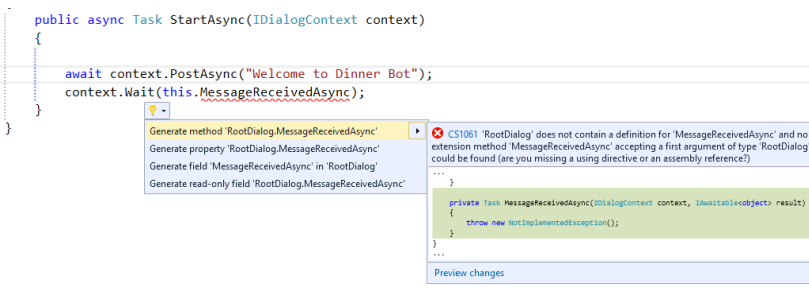 public async Task StartAsync(IDialogContext context)
{
await context.PostAsync("Welcome to Dinner Bot");
context.Wait(this.MessageReceivedAsync);
}
}
Generate method 'RootDialog.MessageReceivedAsync'
Generate property 'RootDialog.MessageReceivedAsync'
Generate field 'MessageReceivedAsync' in 'RootDialog'
Generate read-only field 'RootDialog.MessageReceivedAsync'
CS1061 'RootDialog' does not contain a definition for 'MessageReceivedAsync' and no
extension method 'MessageReceivedAsync' accepting a first argument of type 'RootDialog'
could be found (are you missing a using directive or an assembly reference?)
...
}
private Task MessageReceivedAsync(IDialogContext context, IAwaitable<object> result)
{
throw new NotImplementedException();
}
}
...
Preview changes